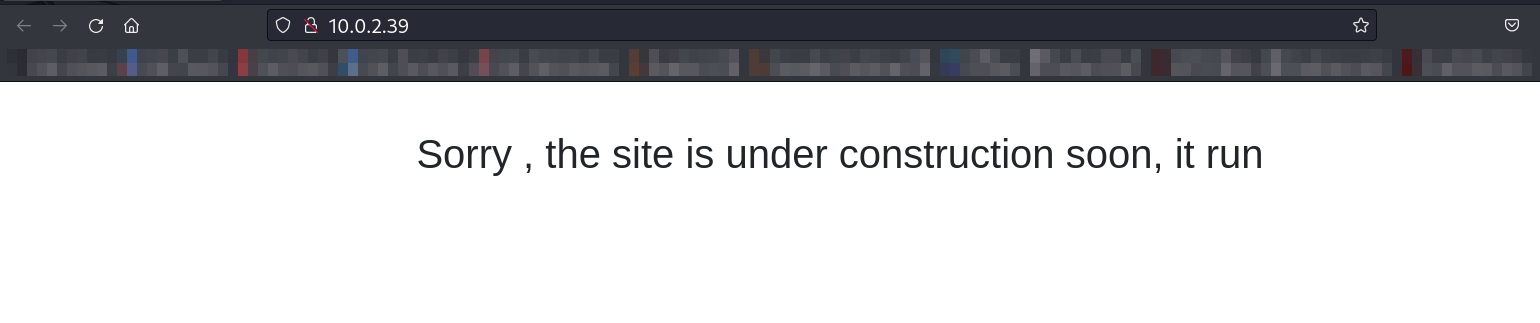 10.0.2.39
Sorry , the site is under construction soon, it run